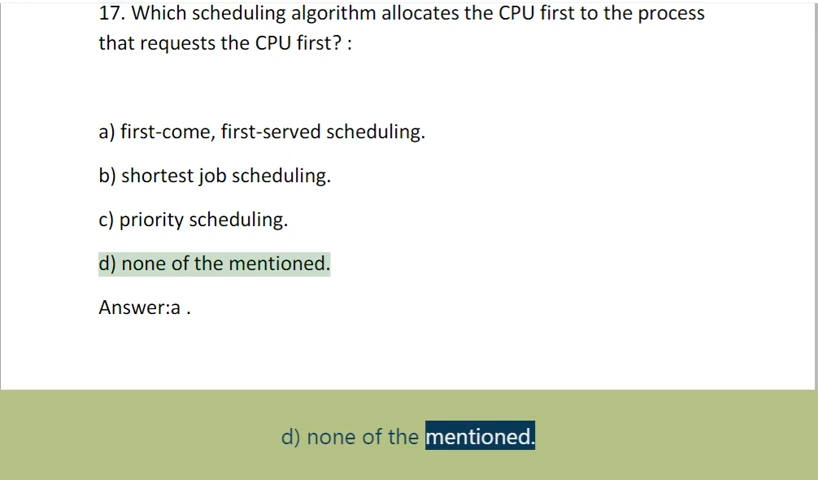 17. Which scheduling algorithm allocates the CPU first to the process
that requests the CPU first? :
a) first-come, first-served scheduling.
b) shortest job scheduling.
c) priority scheduling.
d) none of the mentioned.
Answer:a .
d) none of the mentioned.